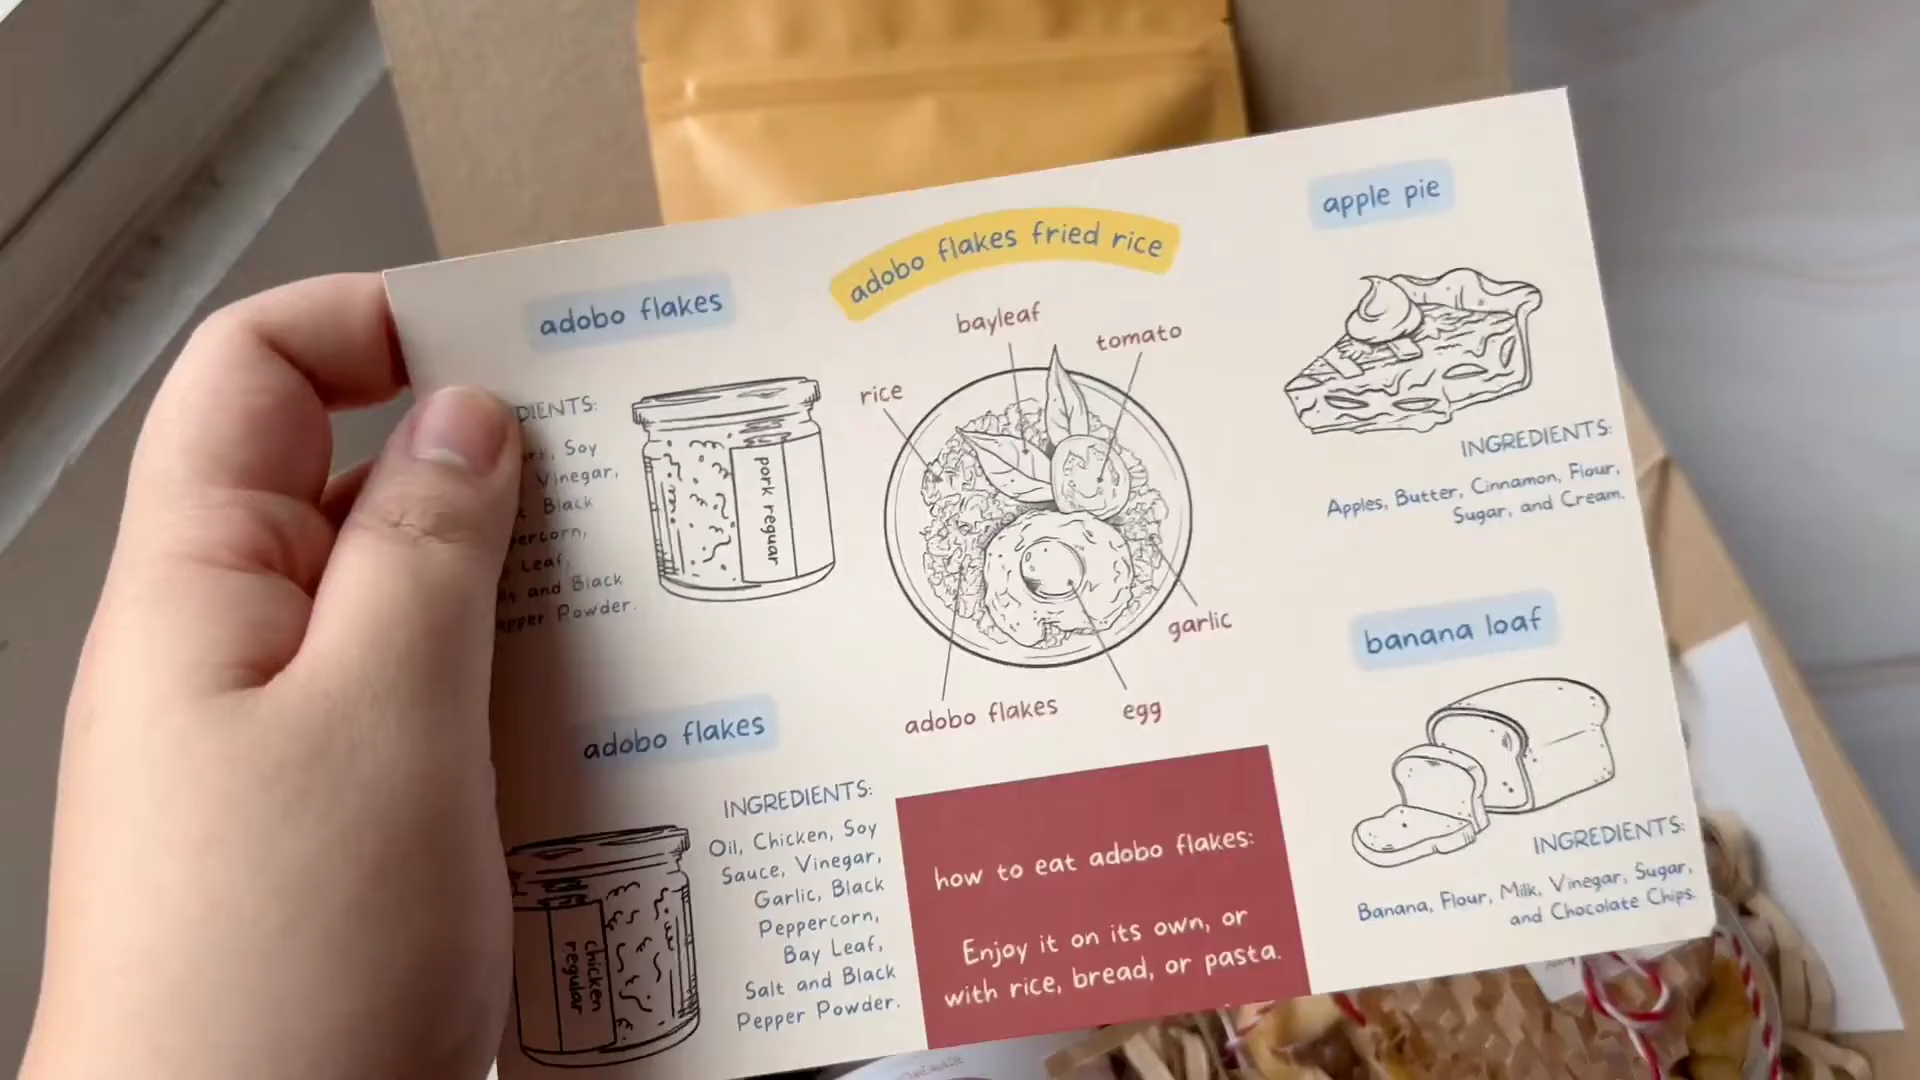 adobo flakes
Soy
Vinegar,
Black
Leaf,
and Black
Powder.
pork reguar
adobo flakes fried rice
bayleaf
tomato
rice
garlic
adobo flakes
egg
apple pie
INGREDIENTS:
Apples, Butter, Cinnamon, Flour,
Sugar, and Cream.
banana loaf
INGREDIENTS:
Banana, Flour, Milk, Vinegar, Sugar,
and Chocolate Chips.
adobo flakes
INGREDIENTS:
Oil, Chicken, Soy
Sauce, Vinegar,
Garlic, Black
Peppercorn,
Bay Leaf,
Salt and Black
Pepper Powder.
chicken
regular
how to eat adobo flakes:
Enjoy it on its own, or
with rice, bread, or pasta.